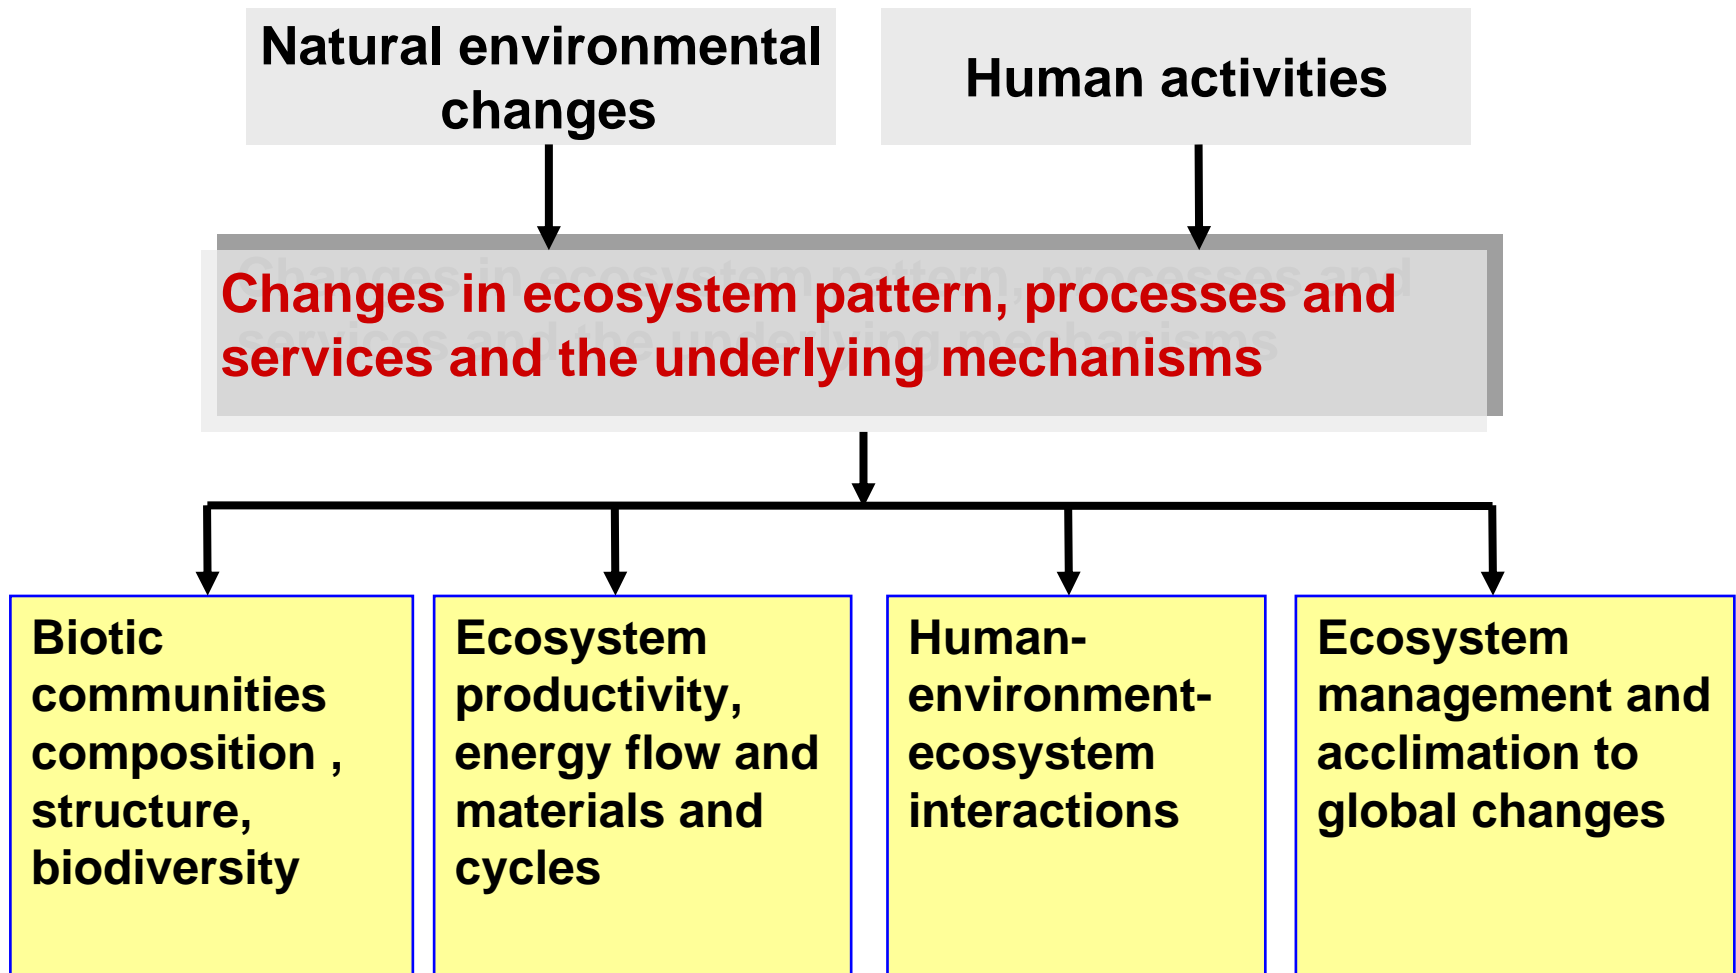 Natural environmental
changes
Human activities
Changes in ecosystem pattern, processes and
services and the underlying mechanisms
Biotic
communities
composition ,
structure,
biodiversity
Ecosystem
productivity,
energy flow and
materials and
cycles
Human-
environment-
ecosystem
interactions
Ecosystem
management and
acclimation to
global changes